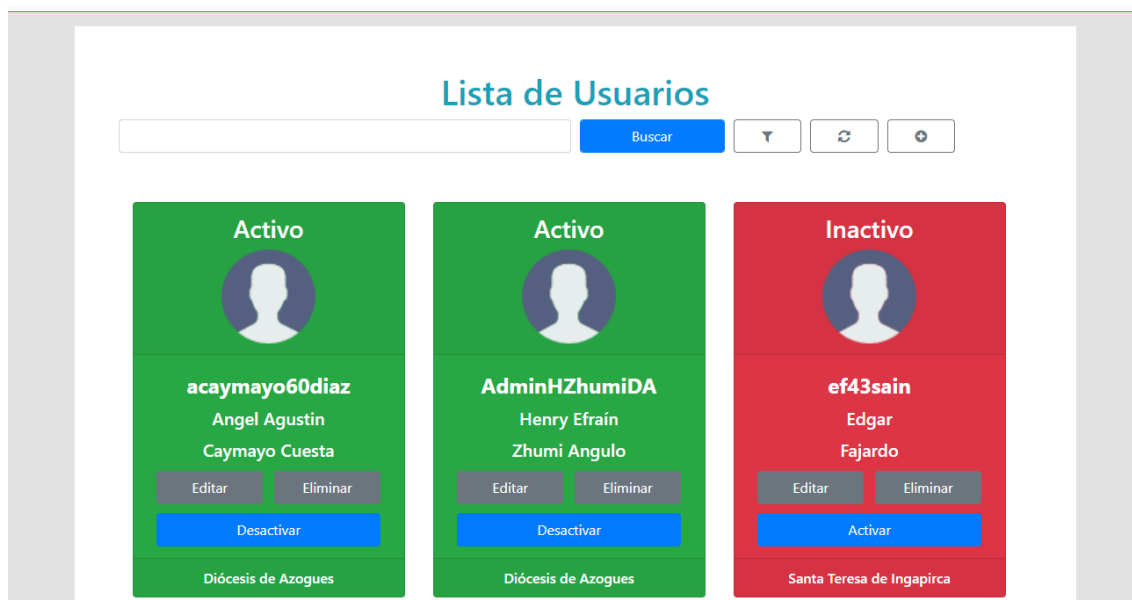 Lista de Usuarios
Buscar
Activo
acaymayo60diaz
Angel Agustin
Caymayo Cuesta
Editar Eliminar
Desactivar
Diócesis de Azogues
Activo
AdminHZhumiDA
Henry Efraín
Zhumi Angulo
Editar Eliminar
Desactivar
Diócesis de Azogues
Inactivo
ef43sain
Edgar
Fajardo
Editar Eliminar
Activar
Santa Teresa de Ingapirca